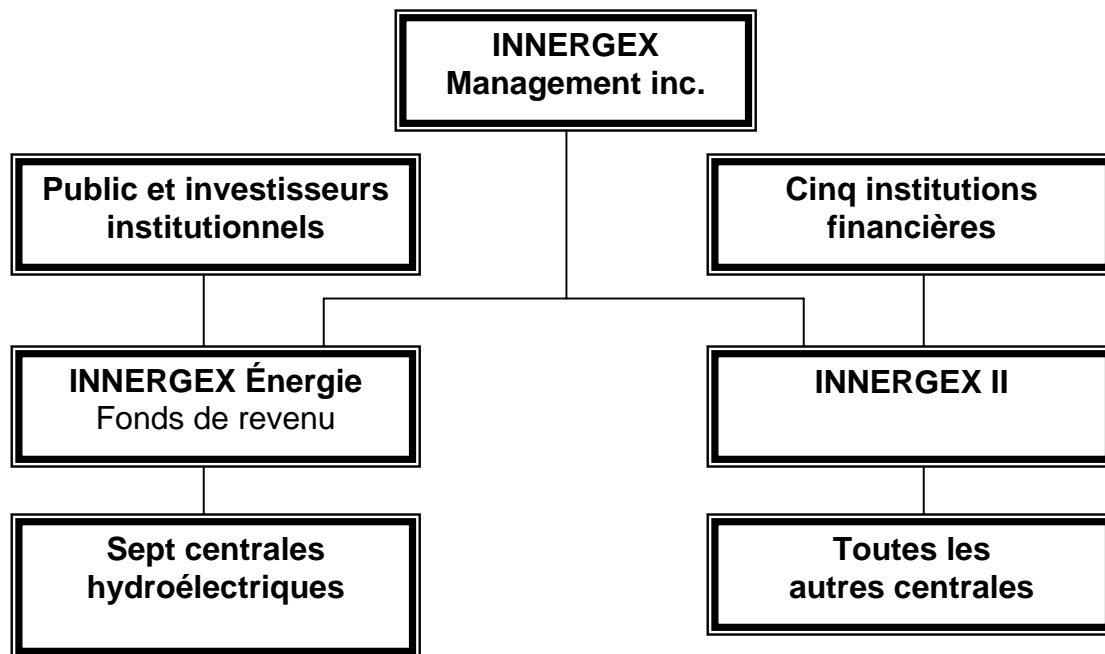 INNERGEX
Management inc.
Public et investisseurs
institutionnels
Cinq institutions
financières
INNERGEX Énergie
Fonds de revenu
INNERGEX II
Sept centrales
hydroélectriques
Toutes les
autres centrales